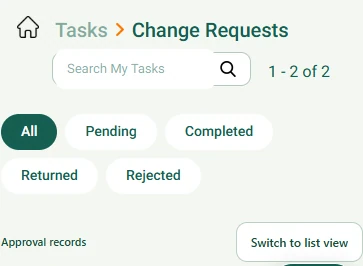 Tasks > Change Requests
Search My Tasks
1 - 2 of 2
All
Pending
Completed
Returned
Rejected
Approval records
Switch to list view